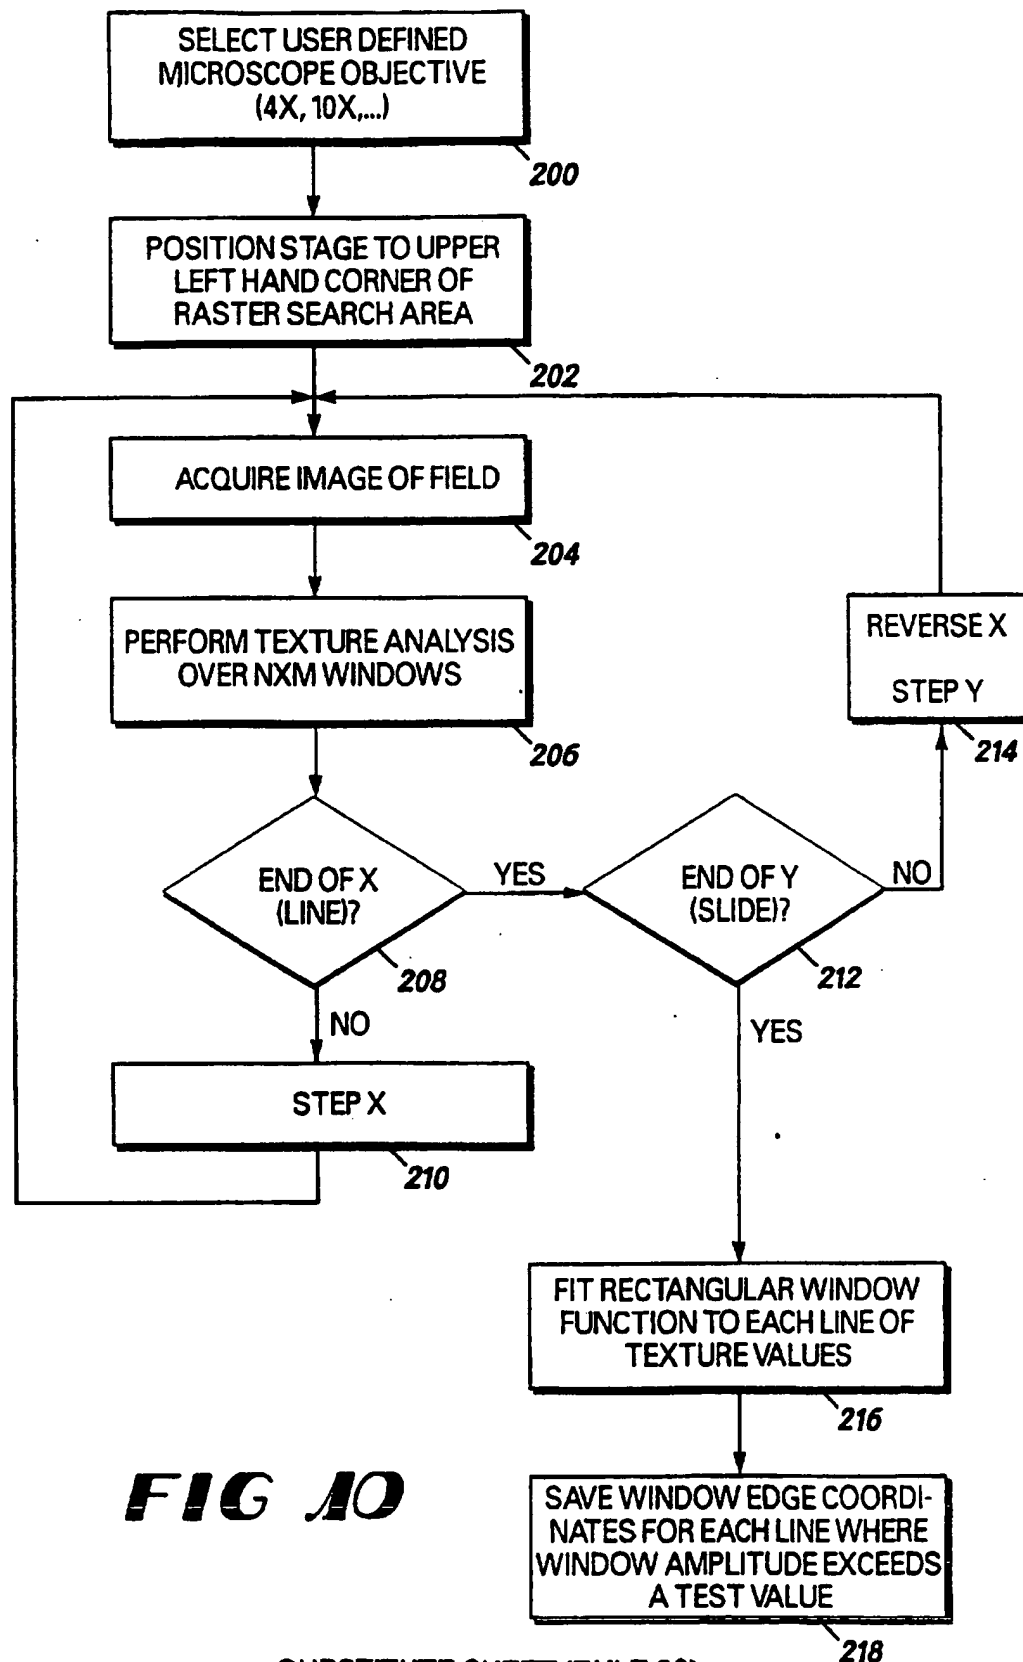 SELECT USER DEFINED
MICROSCOPE OBJECTIVE
(4X, 10X,...)
200
POSITION STAGE TO UPPER
LEFT HAND CORNER OF
RASTER SEARCH AREA
202
ACQUIRE IMAGE OF FIELD
204
PERFORM TEXTURE ANALYSIS
OVER NXM WINDOWS
206
REVERSE X
STEP Y
214
END OF X
(LINE)?
208
YES
END OF Y
(SLIDE)?
212
NO
NO
YES
STEP X
210
FIT RECTANGULAR WINDOW
FUNCTION TO EACH LINE OF
TEXTURE VALUES
216
SAVE WINDOW EDGE COORDI-
NATES FOR EACH LINE WHERE
WINDOW AMPLITUDE EXCEEDS
A TEST VALUE
218
FIG 10